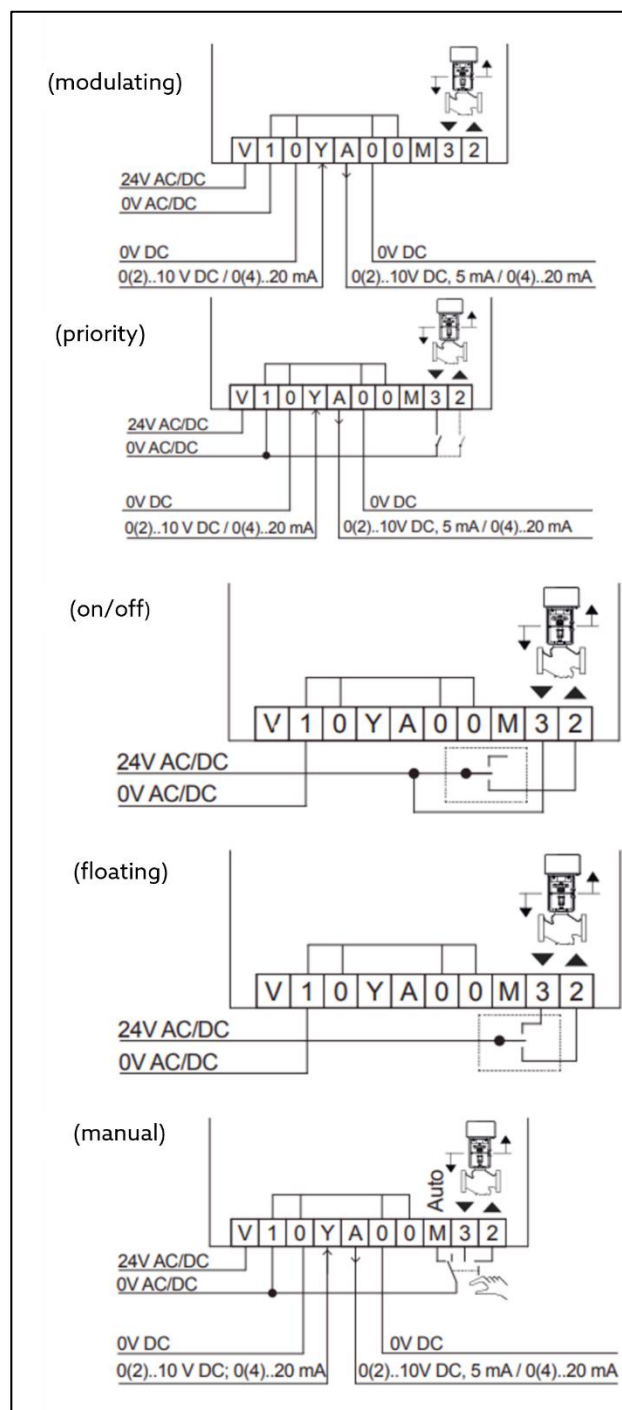 (modulating)
V 1 0 Y A 0 0 M 3 2
24V AC/DC
0V AC/DC
0V DC 0V DC
0(2)..10 V DC / 0(4)..20 mA 0(2)..10V DC, 5 mA / 0(4)..20 mA
(priority)
V 1 0 Y A 0 0 M 3 2
24V AC/DC
0V AC/DC
0V DC 0V DC
0(2)..10 V DC / 0(4)..20 mA 0(2)..10V DC, 5 mA / 0(4)..20 mA
(on/off)
V 1 0 Y A 0 0 M 3 2
24V AC/DC
0V AC/DC
(floating)
V 1 0 Y A 0 0 M 3 2
24V AC/DC
0V AC/DC
(manual)
Auto
V 1 0 Y A 0 0 M 3 2
24V AC/DC
0V AC/DC
0V DC 0V DC
0(2)..10 V DC; 0(4)..20 mA 0(2)..10V DC, 5 mA / 0(4)..20 mA